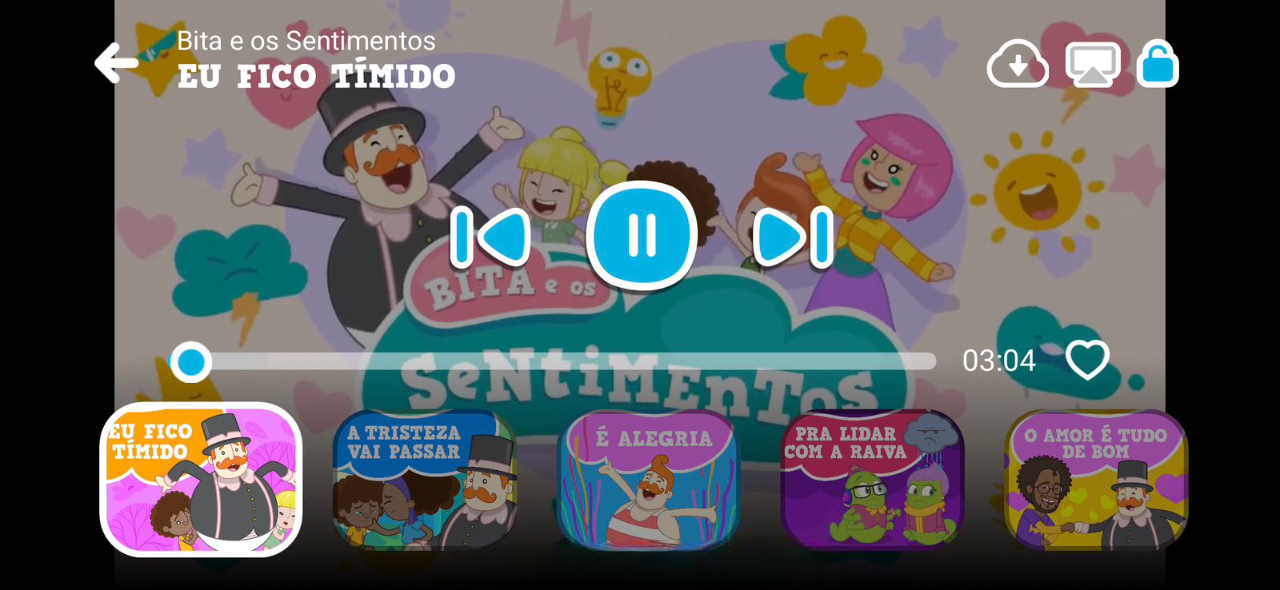 Bita e os Sentimentos
EU FICO TÍMIDO
BITA e os
SeNtiMeNTOS
03:04
EU FICO
TÍMIDO
A TRISTEZA
VAI PASSAR
É ALEGRIA
PRA LIDAR
COM A RAIVA
O AMOR É TUDO
DE BOM